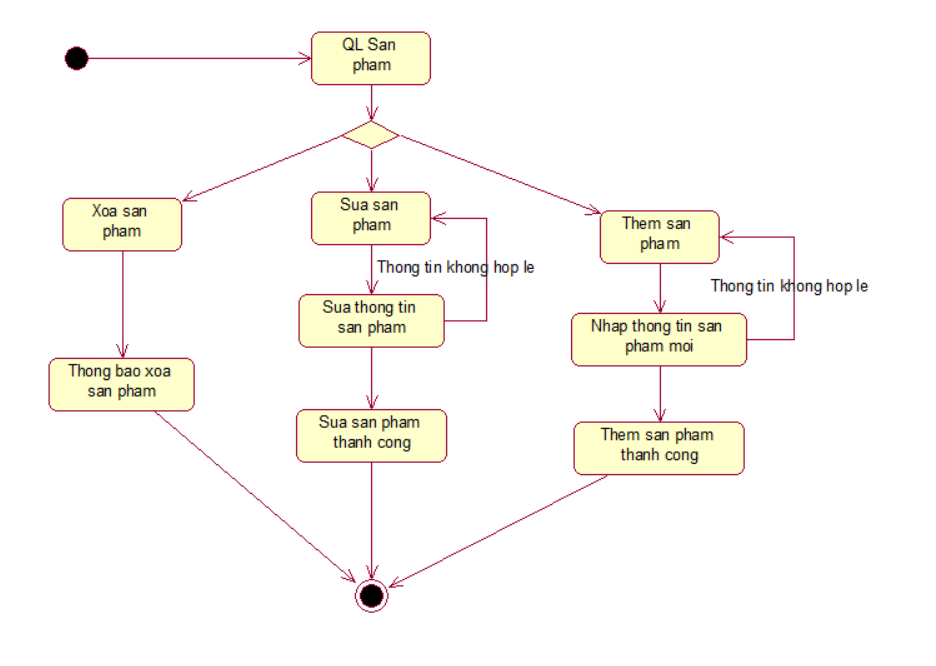 QL San
pham
Xoa san
pham
Sua san
pham
Them san
pham
Thong tin khong hop le
Thong tin khong hop le
Sua thong tin
san pham
Nhap thong tin san
pham moi
Thong bao xoa
san pham
Sua san pham
thanh cong
Them san pham
thanh cong